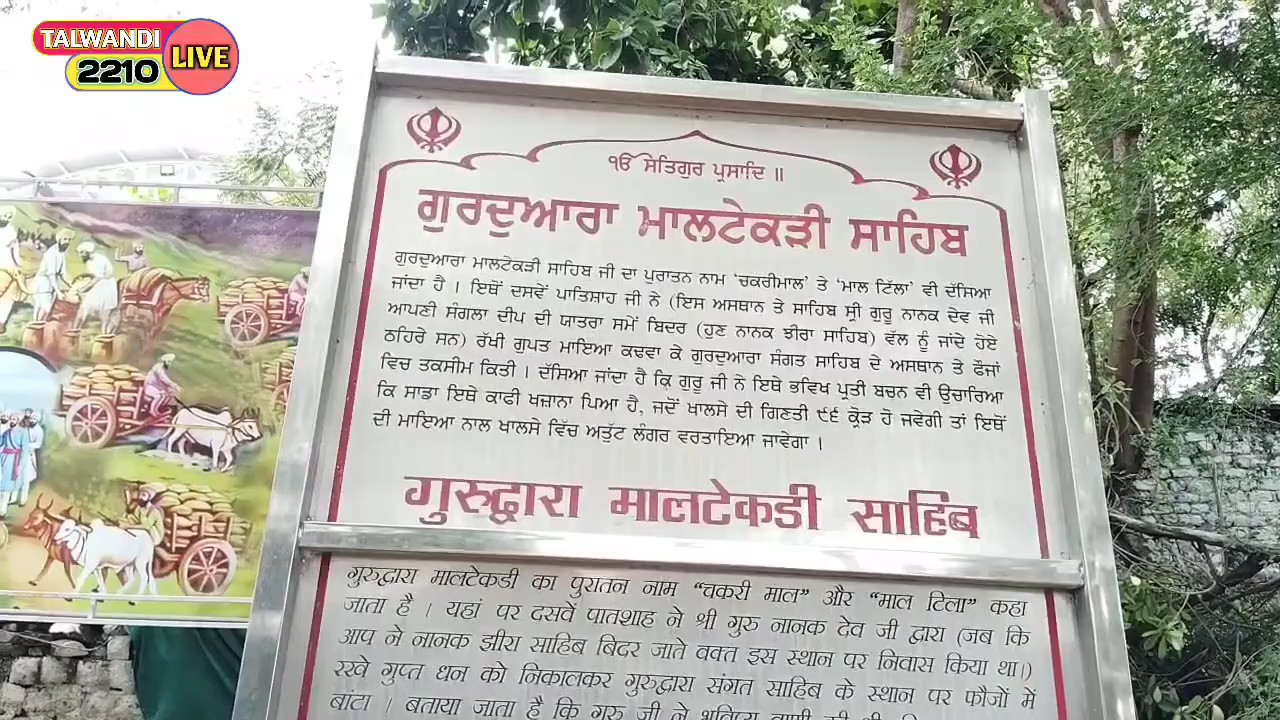 TALWANDI
2210
LIVE
ੴ ਸਤਿਗੁਰ ਪ੍ਰਸਾਦਿ ॥
ਗੁਰਦੁਆਰਾ ਮਾਲਟੇਕੜੀ ਸਾਹਿਬ
ਗੁਰਦੁਆਰਾ ਮਾਲਟੇਕੜੀ ਸਾਹਿਬ ਜੀ ਦਾ ਪੁਰਾਤਨ ਨਾਮ ‘ਚਕਰੀਮਾਲ’ ਤੇ ‘ਮਾਲ ਟਿੱਲਾ’ ਵੀ ਦੱਸਿਆ
ਜਾਂਦਾ ਹੈ । ਇਥੋਂ ਦਸਵੇਂ ਪਾਤਿਸ਼ਾਹ ਜੀ ਨੇ (ਇਸ ਅਸਥਾਨ ਤੇ ਸਾਹਿਬ ਸ੍ਰੀ ਗੁਰੂ ਨਾਨਕ ਦੇਵ ਜੀ
ਆਪਣੀ ਸੰਗਲਾ ਦੀਪ ਦੀ ਯਾਤਰਾ ਸਮੇਂ ਬਿਦਰ (ਹੁਣ ਨਾਨਕ ਝੀਰਾ ਸਾਹਿਬ) ਵੱਲ ਨੂੰ ਜਾਂਦੇ ਹੋਏ
ਠਹਿਰੇ ਸਨ) ਰੱਖੀ ਗੁਪਤ ਮਾਇਆ ਕਢਵਾ ਕੇ ਗੁਰਦੁਆਰਾ ਸੰਗਤ ਸਾਹਿਬ ਦੇ ਅਸਥਾਨ ਤੇ ਫੌਜਾਂ
ਵਿਚ ਤਕਸੀਮ ਕਿਤੀ । ਦੱਸਿਆ ਜਾਂਦਾ ਹੈ ਕਿ ਗੁਰੂ ਜੀ ਨੇ ਇਥੇ ਭਵਿਖ ਪ੍ਰਤੀ ਬਚਨ ਵੀ ਉਚਾਰਿਆ
ਕਿ ਸਾਡਾ ਇਥੇ ਕਾਫੀ ਖਜ਼ਾਨਾ ਪਿਆ ਹੈ, ਜਦੋਂ ਖਾਲਸੇ ਦੀ ਗਿਣਤੀ ੯੬ ਕ੍ਰੋੜ ਹੋ ਜਵੇਗੀ ਤਾਂ ਇਥੋਂ
ਦੀ ਮਾਇਆ ਨਾਲ ਖਾਲਸੇ ਵਿੱਚ ਅਤੁੱਟ ਲੰਗਰ ਵਰਤਾਇਆ ਜਾਵੇਗਾ ।
गुरुद्वारा मालटेकडी साहिब
गुरुद्वारा मालटेकडी का पुरातन नाम “चकरी माल” और “माल टिला” कहा
जाता है । यहां पर दसवें पातशाह ने श्री गुरु नानक देव जी द्वारा (जब कि
आप ने नानक झीरा साहिब बिदर जाते वक्त इस स्थान पर निवास किया था।)
रखे गुप्त धन को निकालकर गुरुद्वारा संगत साहिब के स्थान पर फौजों में
बांटा । बताया जाता है कि गुरु जी ने